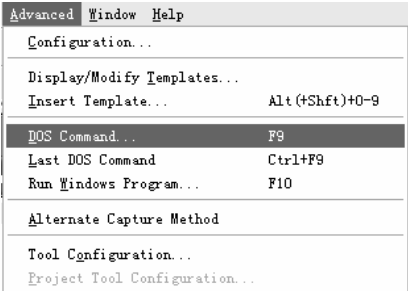 Advanced Window Help
Configuration...
Display/Modify Templates...
Insert Template... Alt(+Shft)+0-9
DOS Command... F9
Last DOS Command Ctrl+F9
Run Windows Program... F10
Alternate Capture Method
Tool Configuration...
Project Tool Configuration...